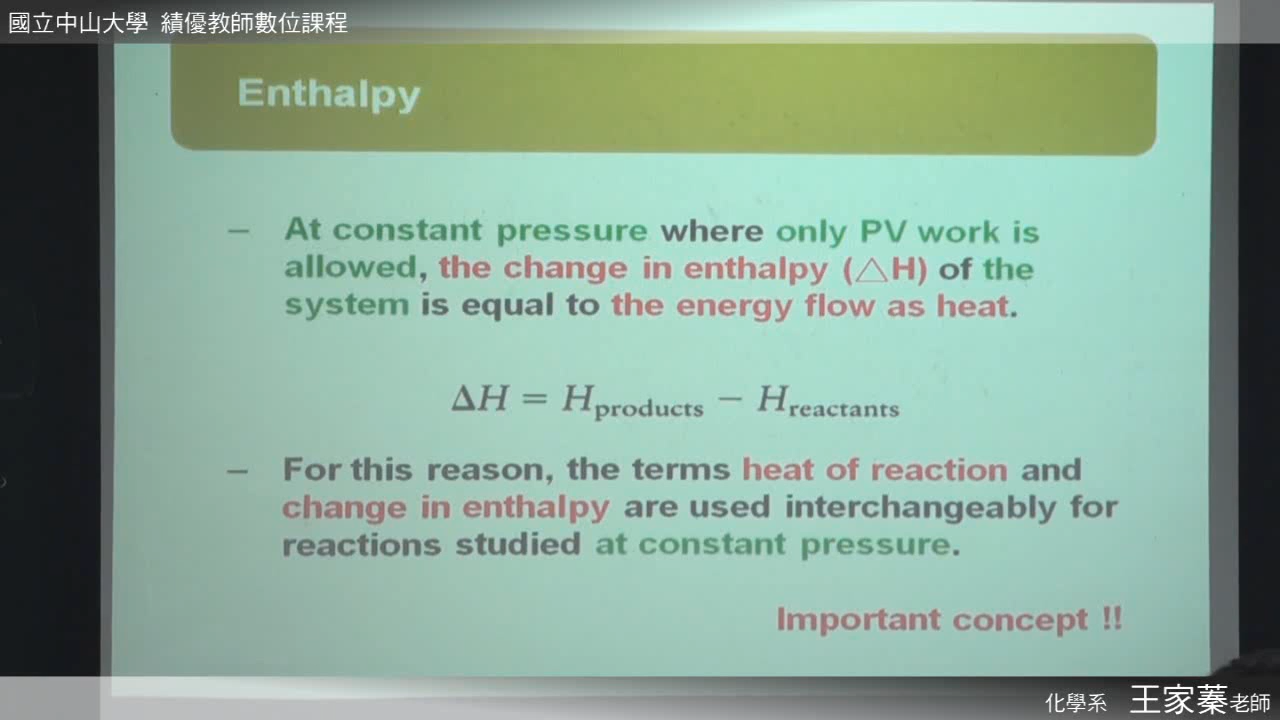 國立中山大學 績優教師數位課程
Enthalpy
– At constant pressure where only PV work is
allowed, the change in enthalpy (△H) of the
system is equal to the energy flow as heat.
ΔH = Hproducts − Hreactants
– For this reason, the terms heat of reaction and
change in enthalpy are used interchangeably for
reactions studied at constant pressure.
Important concept !!
化學系 王家蓁老師